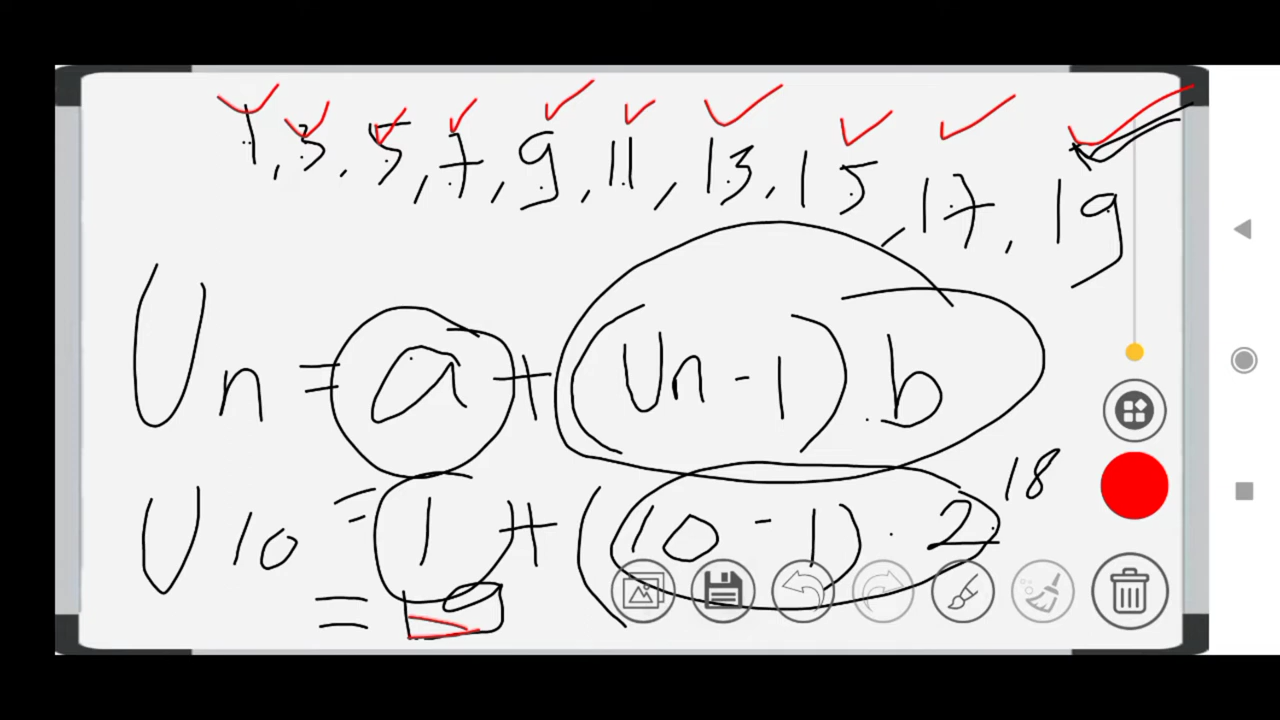 1, 3, 5, 7, 9, 11, 13, 15, 17, 19
Un = a + (Un - 1) b
U10 = 1 + (10 - 1) . 2 18
=